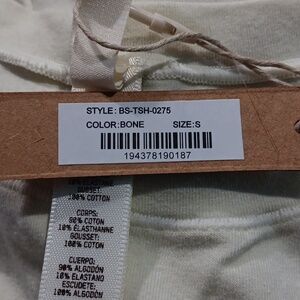 STYLE: BS-TSH-0275
COLOR:BONE SIZE:S
194378190187
GUSSET:
100% COTTON
CORPS:
90% COTON
10% ELASTHANNE
GOUSSET:
100% COTON
CUERPO:
90% ALGODÓN
10% ELASTANO
ESCUDETE:
100% ALGODÓN